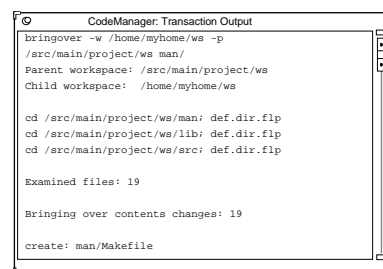 CodeManager: Transaction Output
bringover -w /home/myhome/ws -p
/src/main/project/ws man/
Parent workspace: /src/main/project/ws
Child workspace:  /home/myhome/ws
cd /src/main/project/ws/man; def.dir.flp
cd /src/main/project/ws/lib; def.dir.flp
cd /src/main/project/ws/src; def.dir.flp
Examined files: 19
Bringing over contents changes: 19
create: man/Makefile